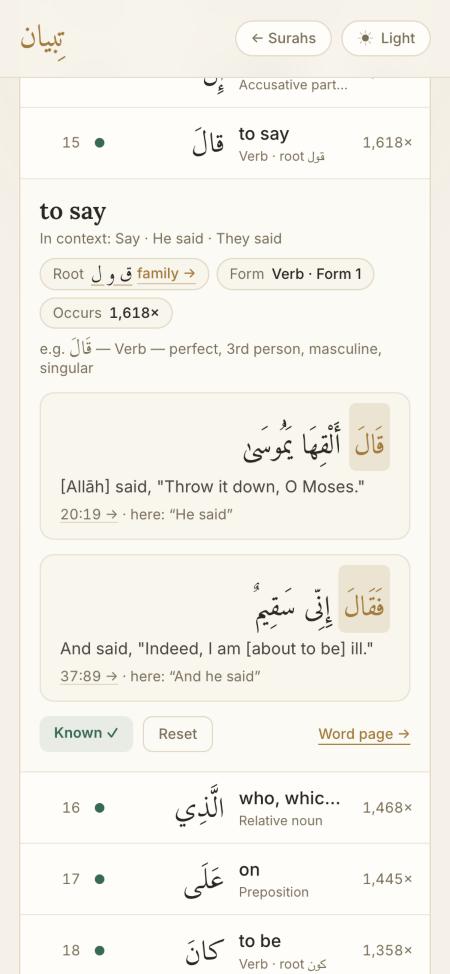 تِبيان
← Surahs
Light
إِنّ
Accusative part...
15 قالَ to say 1,618×
Verb · root قول
to say
In context: Say · He said · They said
Root ق و ل family →
Form Verb · Form 1
Occurs 1,618×
e.g. قَالَ — Verb — perfect, 3rd person, masculine,
singular
قَالَ أَلْقِهَا يَٰمُوسَىٰ
[Allāh] said, "Throw it down, O Moses."
20:19 → · here: “He said”
فَقَالَ إِنِّى سَقِيمٌ
And said, "Indeed, I am [about to be] ill."
37:89 → · here: “And he said”
Known ✓
Reset
Word page →
16 الَّذِي who, whic... 1,468×
Relative noun
17 عَلَى on 1,445×
Preposition
18 كانَ to be 1,358×
Verb · root كون